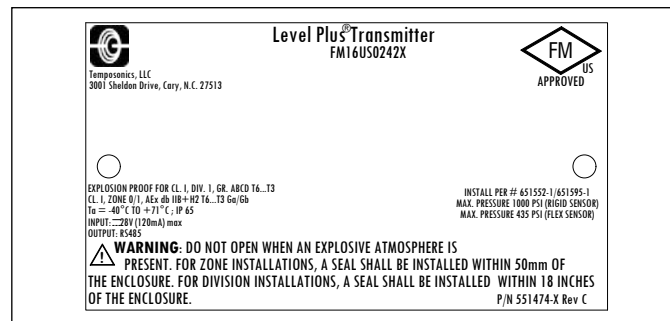 Level Plus® Transmitter
FM16US0242X
FM
US
APPROVED
Temposonics, LLC
3001 Sheldon Drive, Cary, N.C. 27513
EXPLOSION PROOF FOR CL. I, DIV. 1, GR. ABCD T6...T3
CL. I, ZONE 0/1, AEx db IIB+H2 T6...T3 Ga/Gb
Ta = -40°C TO +71°C ; IP 65
INPUT: ⎓28V (120mA) max
OUTPUT: RS485
INSTALL PER # 651552-1/651595-1
MAX. PRESSURE 1000 PSI (RIGID SENSOR)
MAX. PRESSURE 435 PSI (FLEX SENSOR)
WARNING: DO NOT OPEN WHEN AN EXPLOSIVE ATMOSPHERE IS
PRESENT. FOR ZONE INSTALLATIONS, A SEAL SHALL BE INSTALLED WITHIN 50mm OF
THE ENCLOSURE. FOR DIVISION INSTALLATIONS, A SEAL SHALL BE INSTALLED WITHIN 18 INCHES
OF THE ENCLOSURE.
P/N 551474-X Rev C